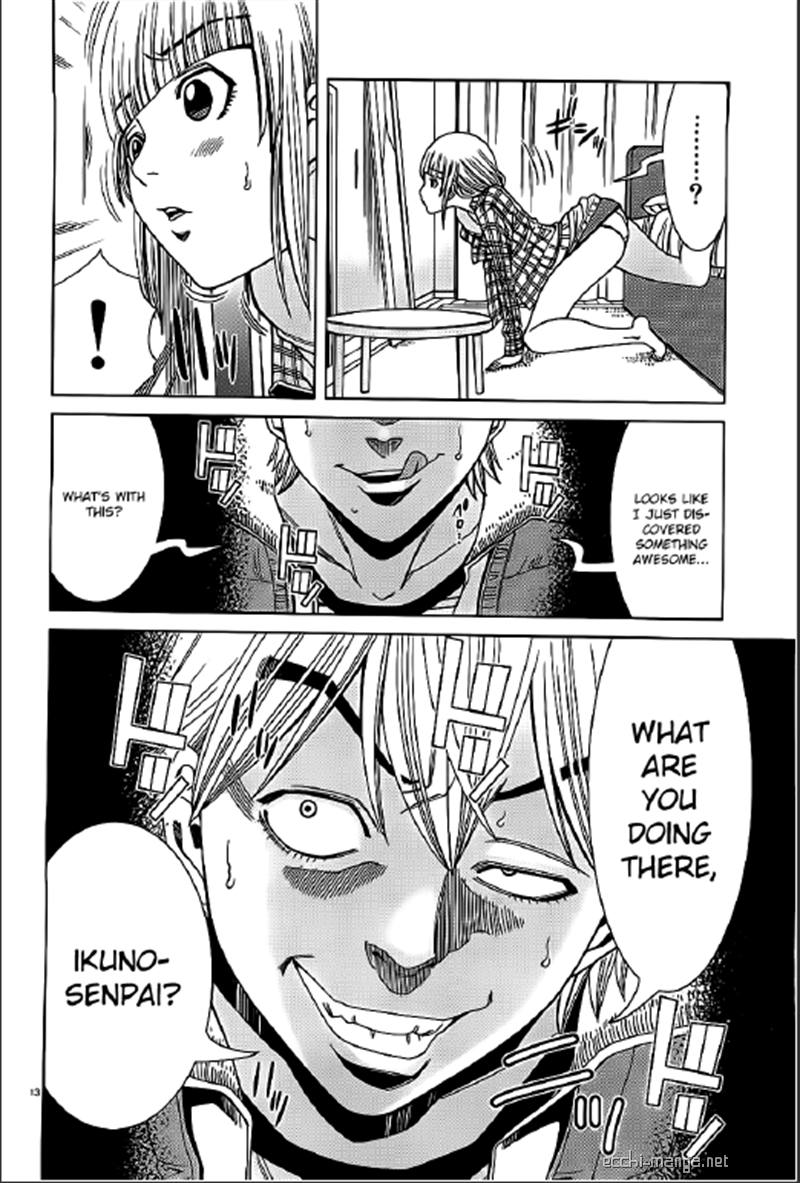 .........?
!
LOOKS LIKE
I JUST DIS-
COVERED
SOMETHING
AWESOME...
WHAT'S WITH
THIS?
WHAT
ARE
YOU
DOING
THERE,
IKUNO-
SENPAI?
13
ecchi-manga.net